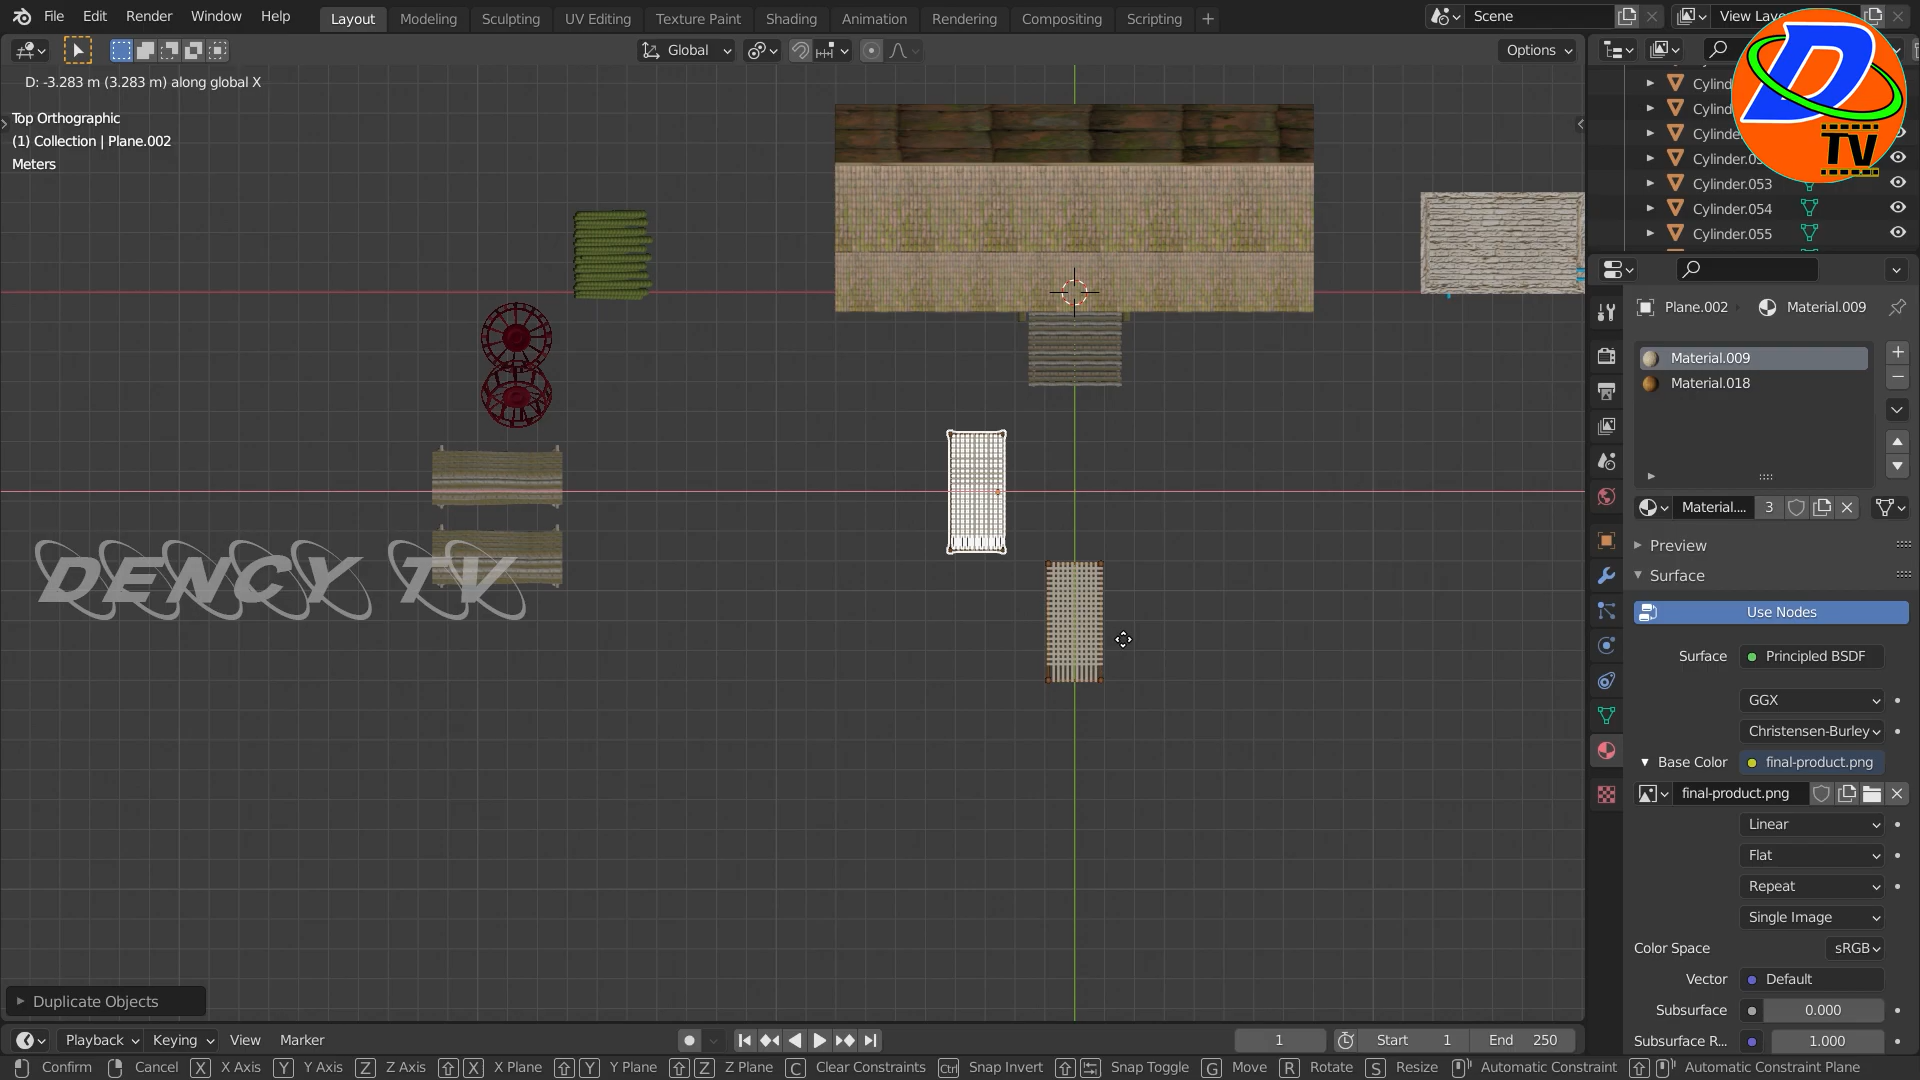 File Edit Render Window Help Layout Modeling Sculpting UV Editing Texture Paint Shading Animation Rendering Compositing Scripting + Scene
Global Options
D: -3.283 m (3.283 m) along global X
Top Orthographic
(1) Collection | Plane.002
Meters
D
TV
Cylinder.053
Cylinder.054
Cylinder.055
Plane.002 Material.009
Material.009
Material.018
Material.... 3
Preview
Surface
Use Nodes
Surface Principled BSDF
GGX
Christensen-Burley
Base Color final-product.png
final-product.png
Linear
Flat
Repeat
Single Image
Color Space sRGB
Vector Default
Subsurface 0.000
Subsurface R... 1.000
DENCY TV
Duplicate Objects
Playback Keying View Marker 1 Start 1 End 250
Confirm Cancel X X Axis Y Y Axis Z Z Axis X X Plane Y Y Plane Z Z Plane C Clear Constraints Ctrl Snap Invert Snap Toggle G Move R Rotate S Resize Automatic Constraint Automatic Constraint Plane